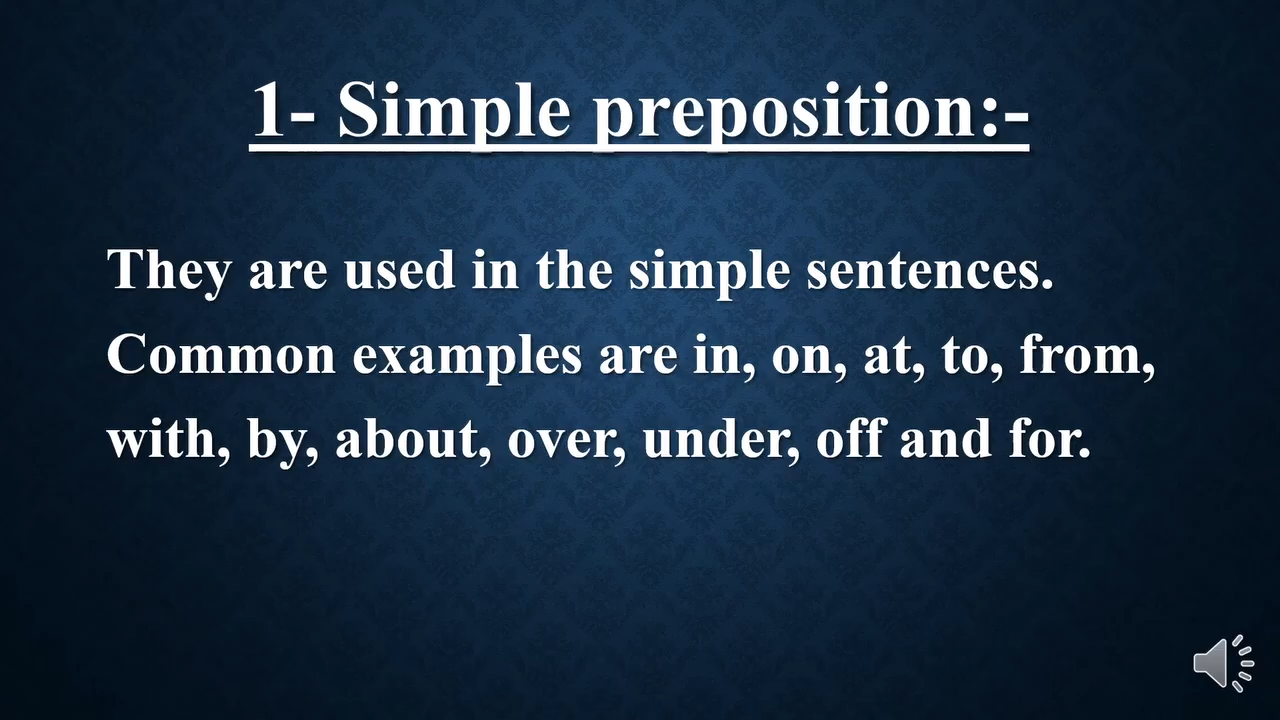 1- Simple preposition:-
They are used in the simple sentences.
Common examples are in, on, at, to, from,
with, by, about, over, under, off and for.